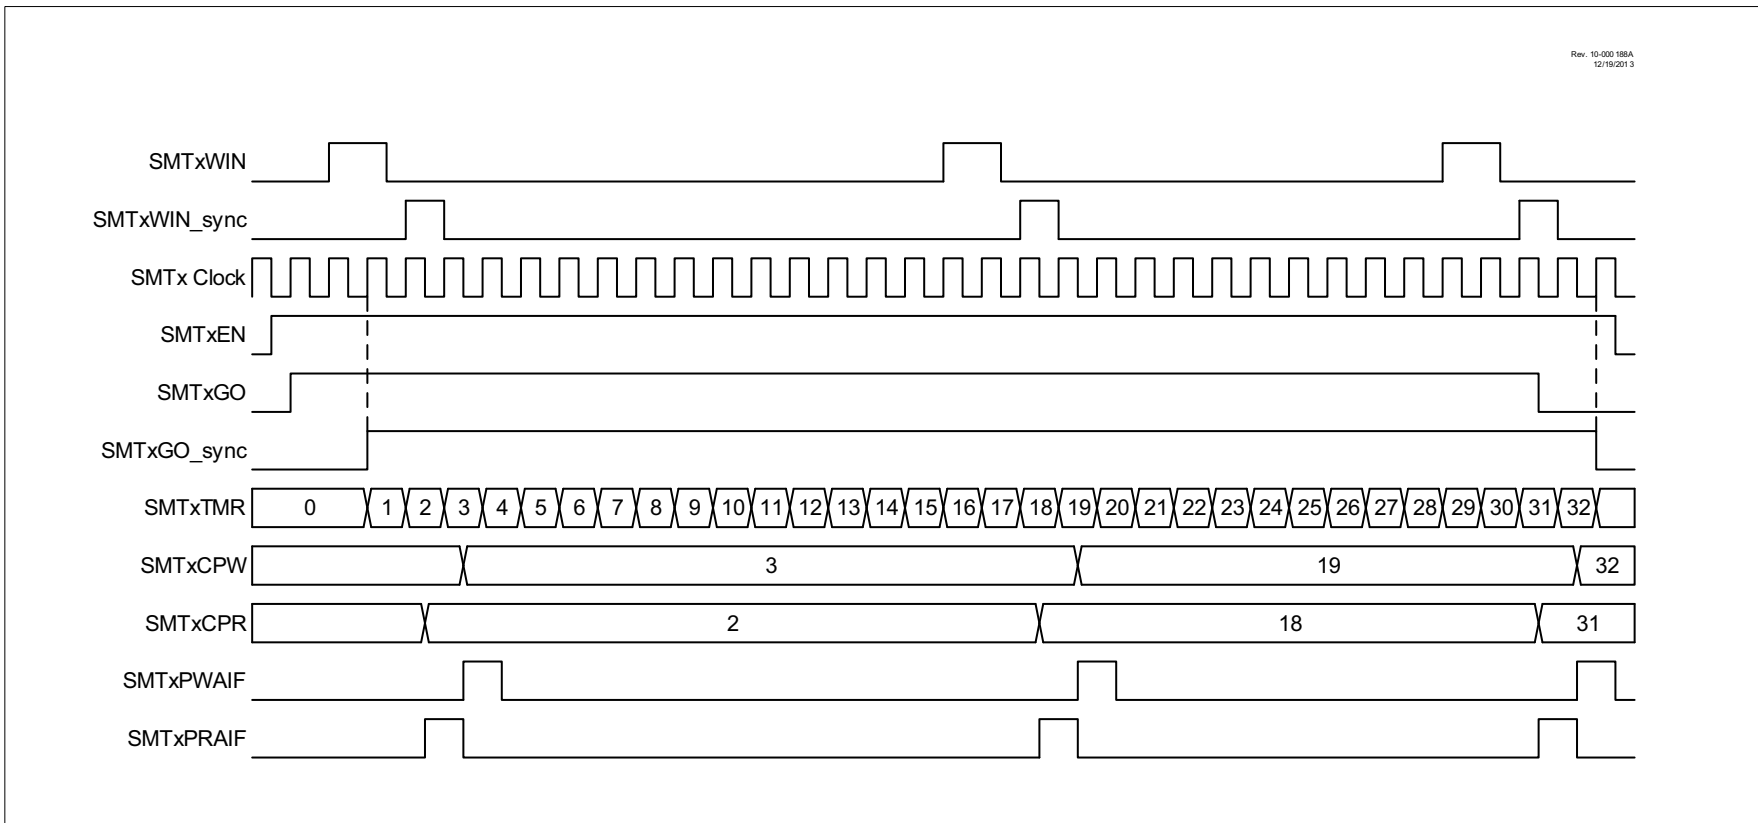 Rev. 10-000 188A
12/19/201 3
SMTxWIN
SMTxWIN_sync
SMTx Clock
SMTxEN
SMTxGO
SMTxGO_sync
SMTxTMR 0 1 2 3 4 5 6 7 8 9 10 11 12 13 14 15 16 17 18 19 20 21 22 23 24 25 26 27 28 29 30 31 32
SMTxCPW 3 19 32
SMTxCPR 2 18 31
SMTxPWAIF
SMTxPRAIF